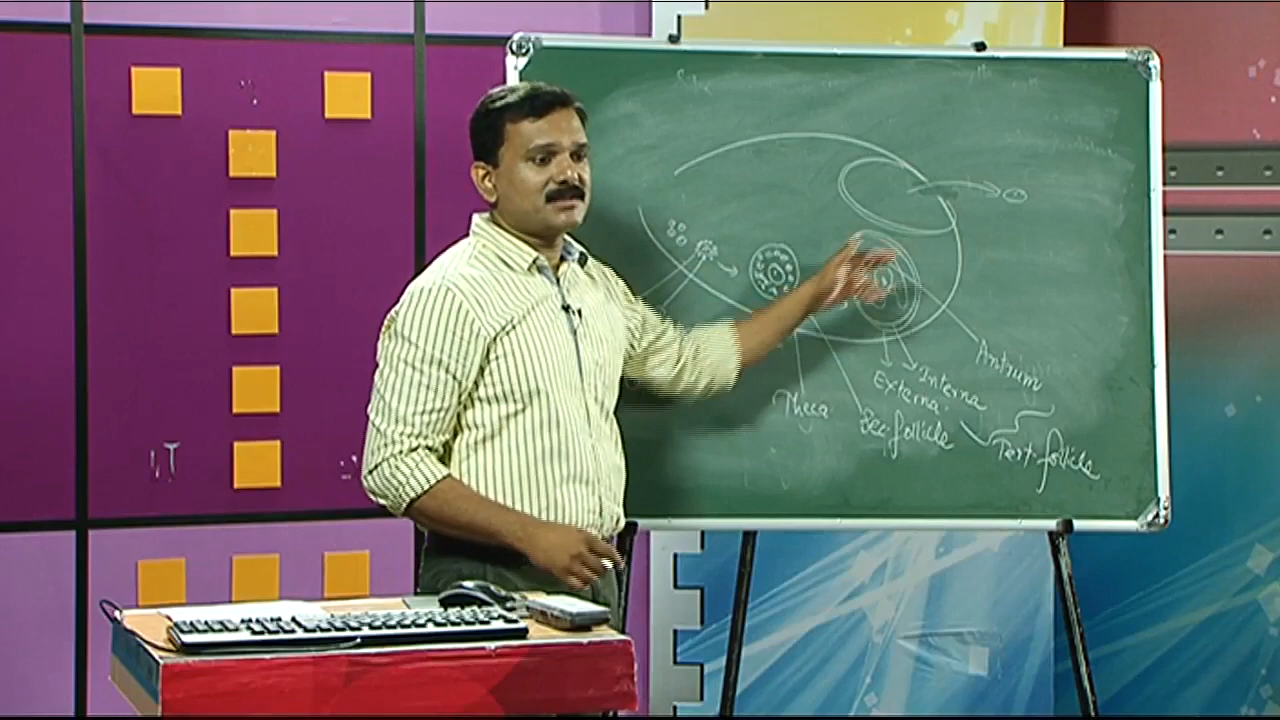 Antrum
Interna
Externa
Theca
Sec follicle
Tert. follicle